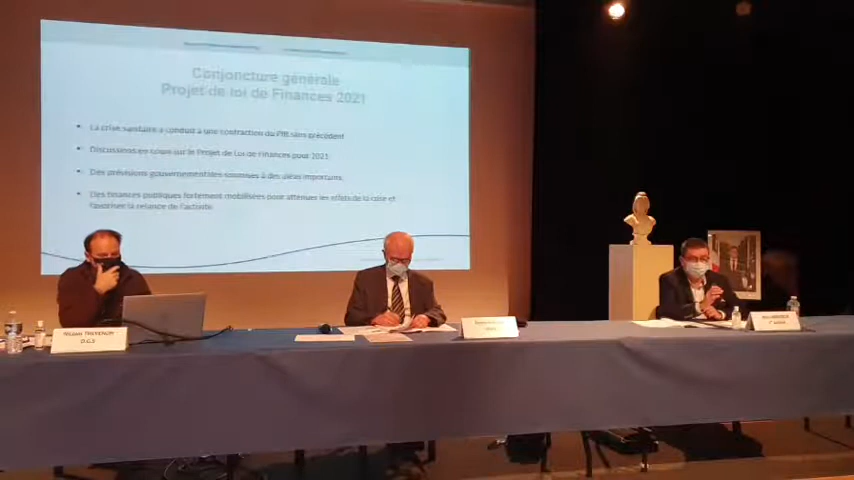 Conjoncture générale
Projet de loi de Finances 2021
• La crise sanitaire a conduit à une contraction du PIB sans précédent
• Discussions en cours sur le Projet de Loi de Finances pour 2021
• Des prévisions gouvernementales soumises à des aléas importants
• Des finances publiques fortement mobilisées pour atténuer les effets de la crise et
favoriser la relance de l'activité
D.G.S